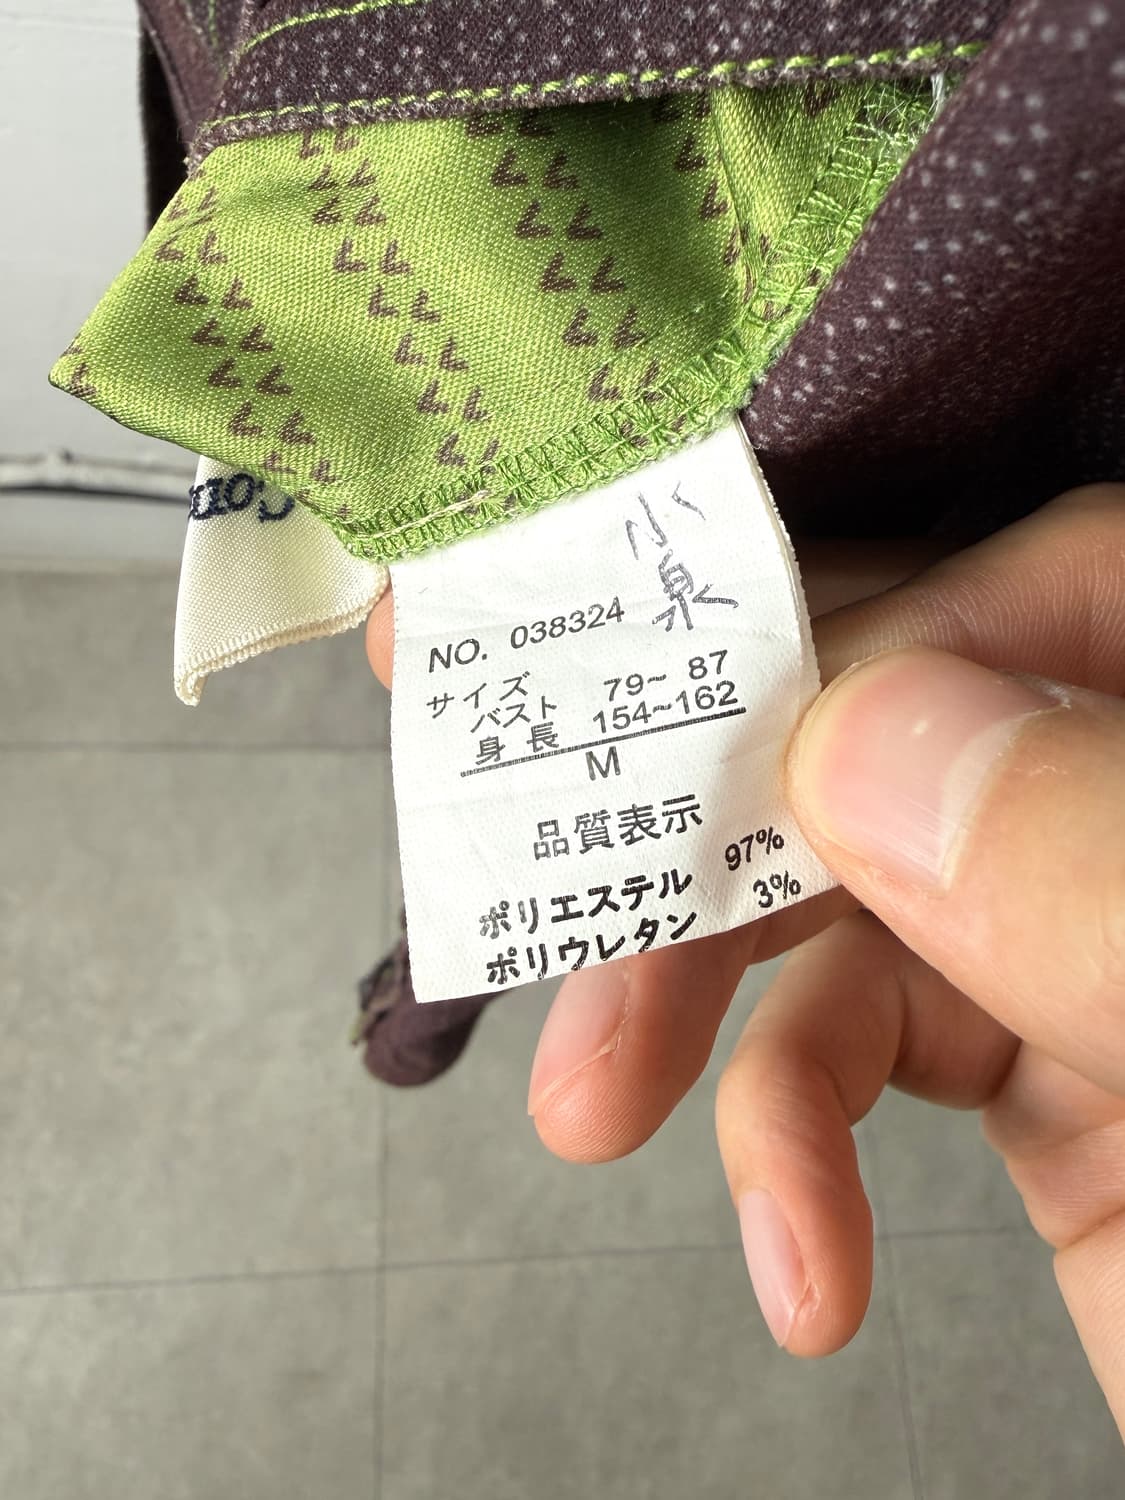 小泉
NO. 038324
サイズ
バスト 79~ 87
身長 154~162
M
品質表示
ポリエステル 97%
ポリウレタン 3%